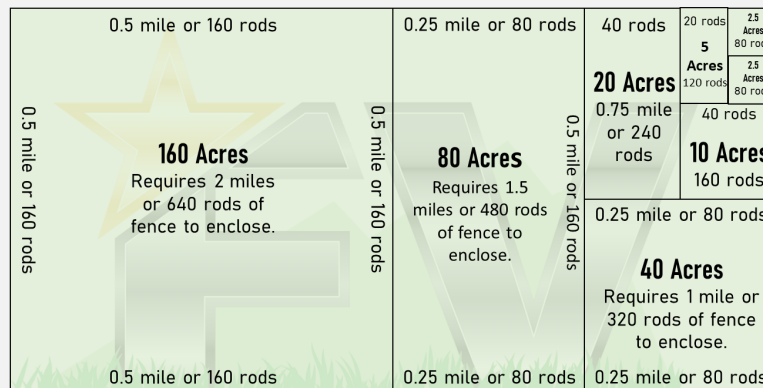 0.5 mile or 160 rods
0.5 mile or 160 rods
160 Acres
Requires 2 miles
or 640 rods of
fence to enclose.
0.5 mile or 160 rods
0.5 mile or 160 rods
0.25 mile or 80 rods
80 Acres
Requires 1.5
miles or 480 rods
of fence to
enclose.
0.5 mile or 160 rods
0.25 mile or 80 rods
40 rods
20 Acres
0.75 mile
or 240
rods
20 rods
5
Acres
120 rods
2.5
Acres
80 rod
2.5
Acres
80 rod
40 rods
10 Acres
160 rods
0.25 mile or 80 rods
40 Acres
Requires 1 mile or
320 rods of fence
to enclose.
0.25 mile or 80 rods
FV